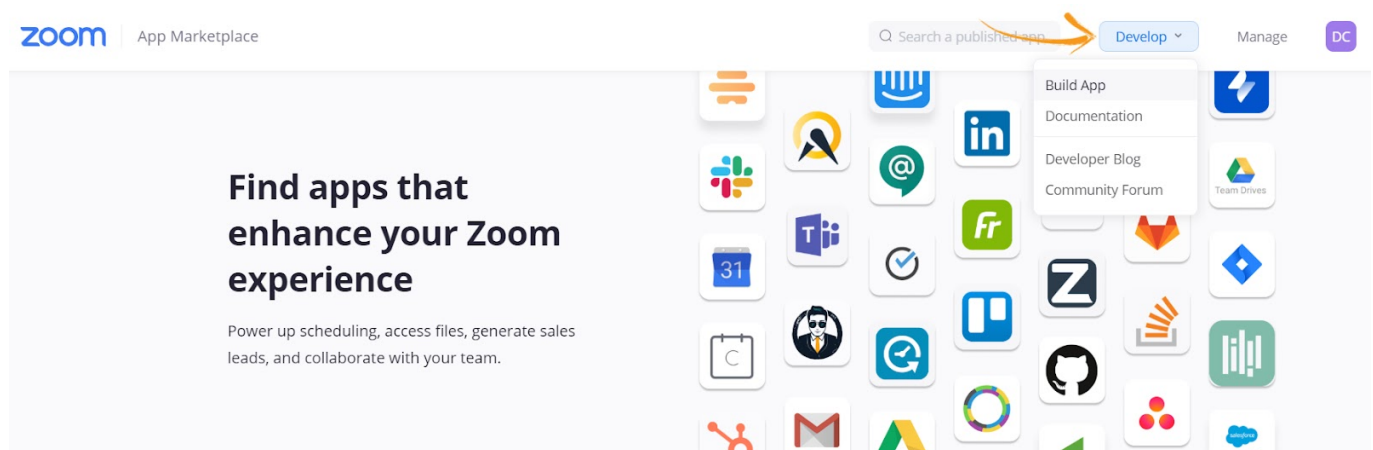 zoom
App Marketplace
Search a published app
Develop
Manage
DC
Build App
Documentation
Developer Blog
Community Forum
Find apps that
enhance your Zoom
experience
Power up scheduling, access files, generate sales
leads, and collaborate with your team.
in
@
Team Drives
T
Fr
31
Z
C
salesforce